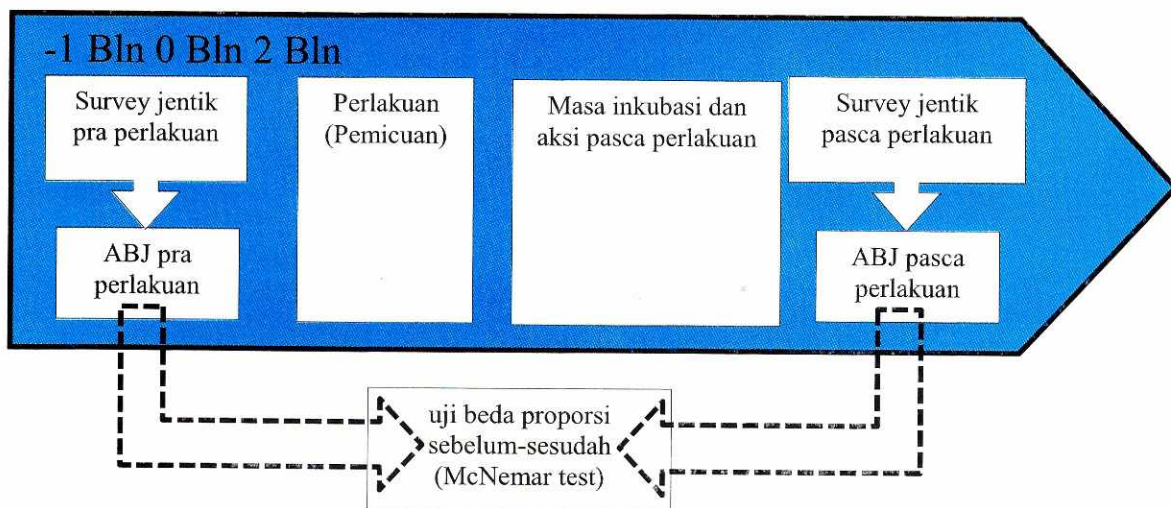 -1 Bln 0 Bln 2 Bln
Survey jentik
pra perlakuan
ABJ pra
perlakuan
Perlakuan
(Pemicuan)
Masa inkubasi dan
aksi pasca perlakuan
Survey jentik
pasca perlakuan
ABJ pasca
perlakuan
uji beda proporsi
sebelum-sesudah
(McNemar test)